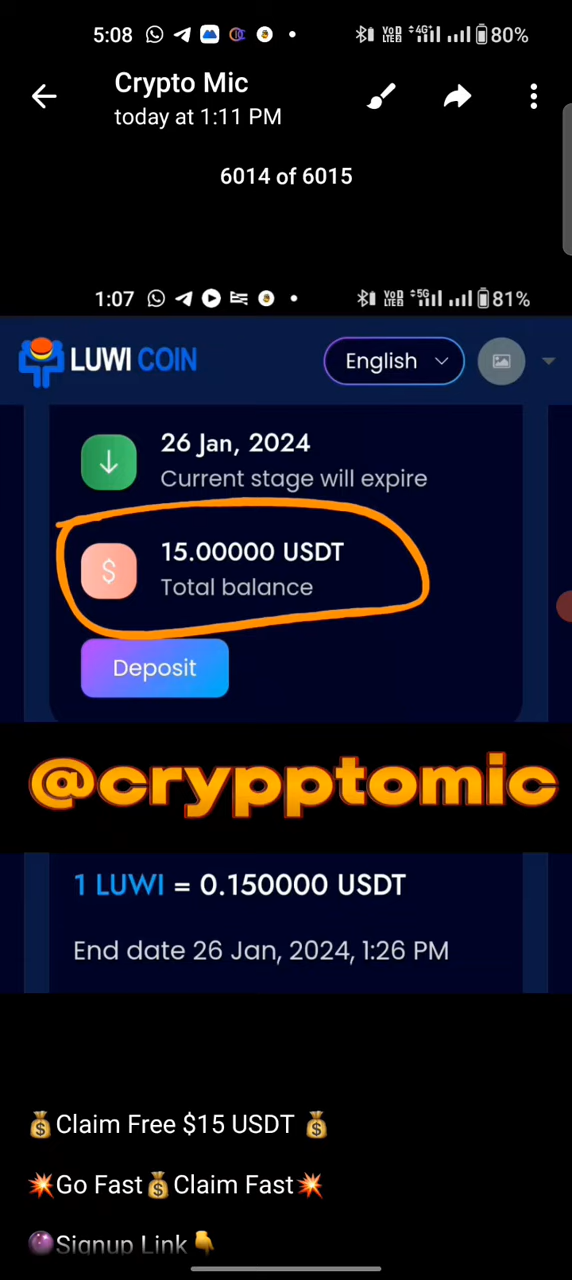 5:08 80%
Crypto Mic
today at 1:11 PM
6014 of 6015
1:07 81%
LUWI COIN English
26 Jan, 2024
Current stage will expire
15.00000 USDT
$ Total balance
Deposit
@crypptomic
1 LUWI = 0.150000 USDT
End date 26 Jan, 2024, 1:26 PM
💰Claim Free $15 USDT 💰
💥Go Fast💰Claim Fast💥
🔮Signup Link👇